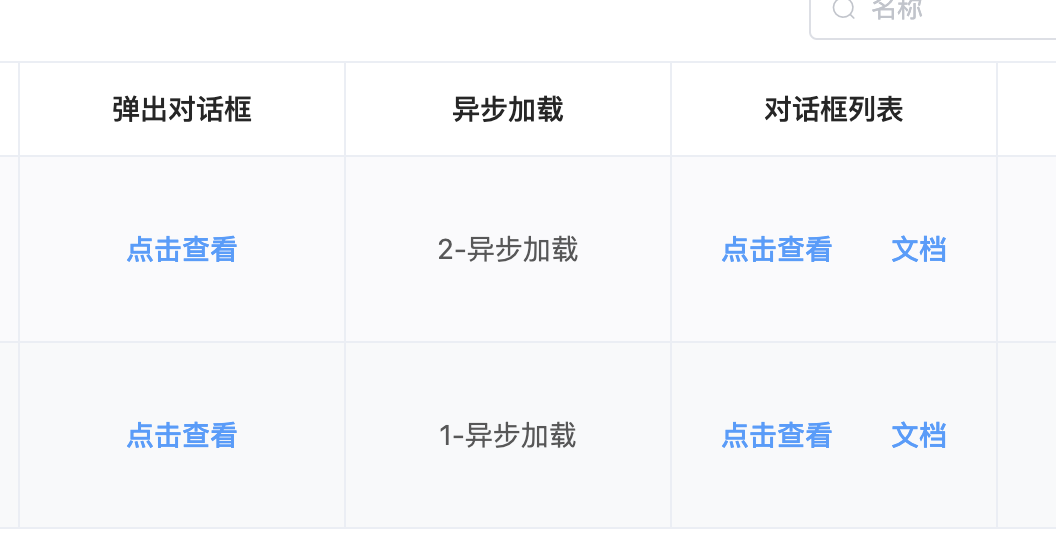 名称
弹出对话框 异步加载 对话框列表
点击查看 2-异步加载 点击查看 文档
点击查看 1-异步加载 点击查看 文档